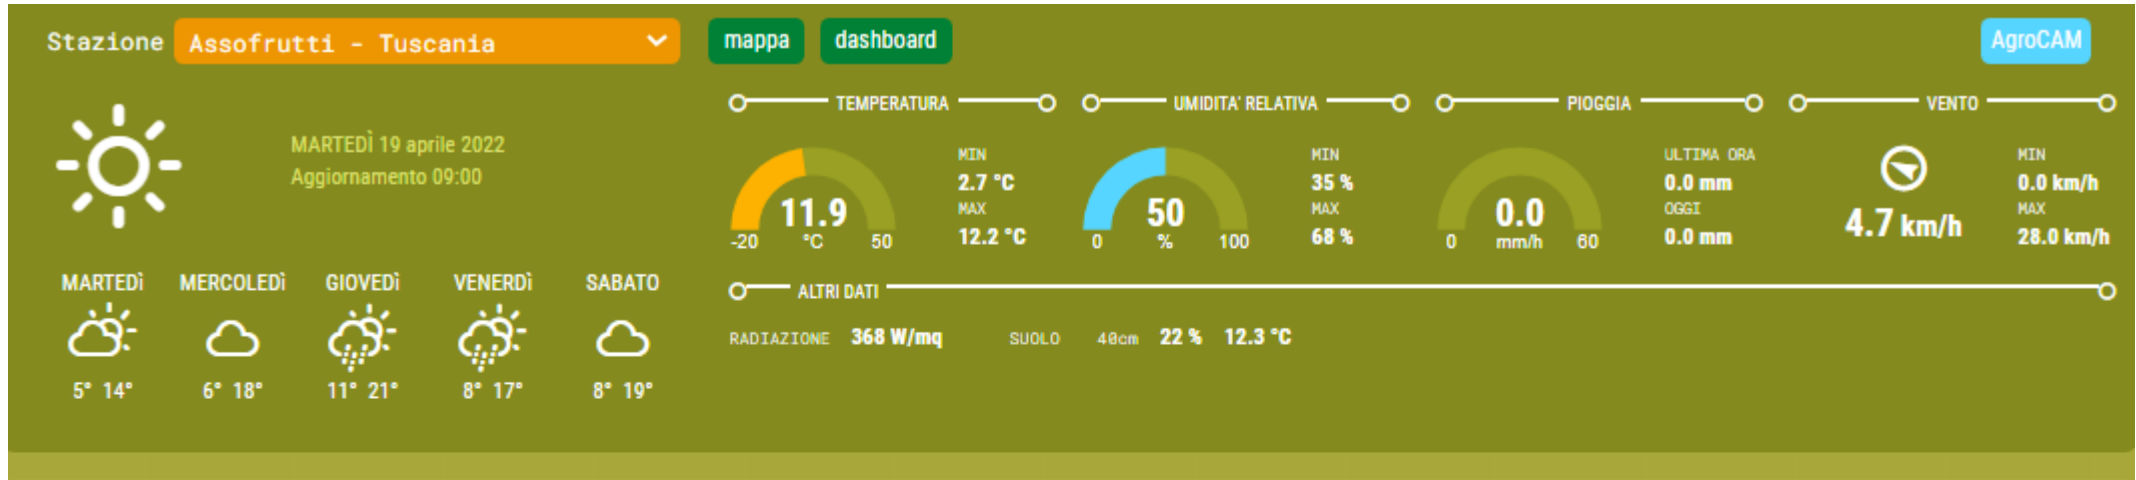 Stazione Assofrutti - Tuscania mappa dashboard AgroCAM
MARTEDÌ 19 aprile 2022
Aggiornamento 09:00
MARTEDÌ MERCOLEDÌ GIOVEDÌ VENERDÌ SABATO
5° 14° 6° 18° 11° 21° 8° 17° 8° 19°
TEMPERATURA
11.9
°C
-20 50
MIN
2.7 °C
MAX
12.2 °C
UMIDITA' RELATIVA
50
%
0 100
MIN
35 %
MAX
68 %
PIOGGIA
0.0
mm/h
0 60
ULTIMA ORA
0.0 mm
OGGI
0.0 mm
VENTO
4.7 km/h
MIN
0.0 km/h
MAX
28.0 km/h
ALTRI DATI
RADIAZIONE 368 W/mq SUOLO 40cm 22 % 12.3 °C